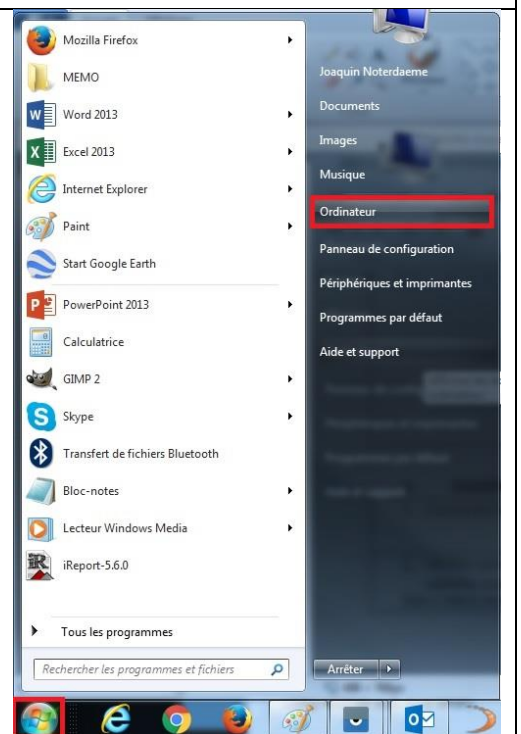 Mozilla Firefox
MEMO
Word 2013
Excel 2013
Internet Explorer
Paint
Start Google Earth
PowerPoint 2013
Calculatrice
GIMP 2
Skype
Transfert de fichiers Bluetooth
Bloc-notes
Lecteur Windows Media
iReport-5.6.0
Tous les programmes
Rechercher les programmes et fichiers
Joaquin Noterdaeme
Documents
Images
Musique
Ordinateur
Panneau de configuration
Périphériques et imprimantes
Programmes par défaut
Aide et support
Arrêter